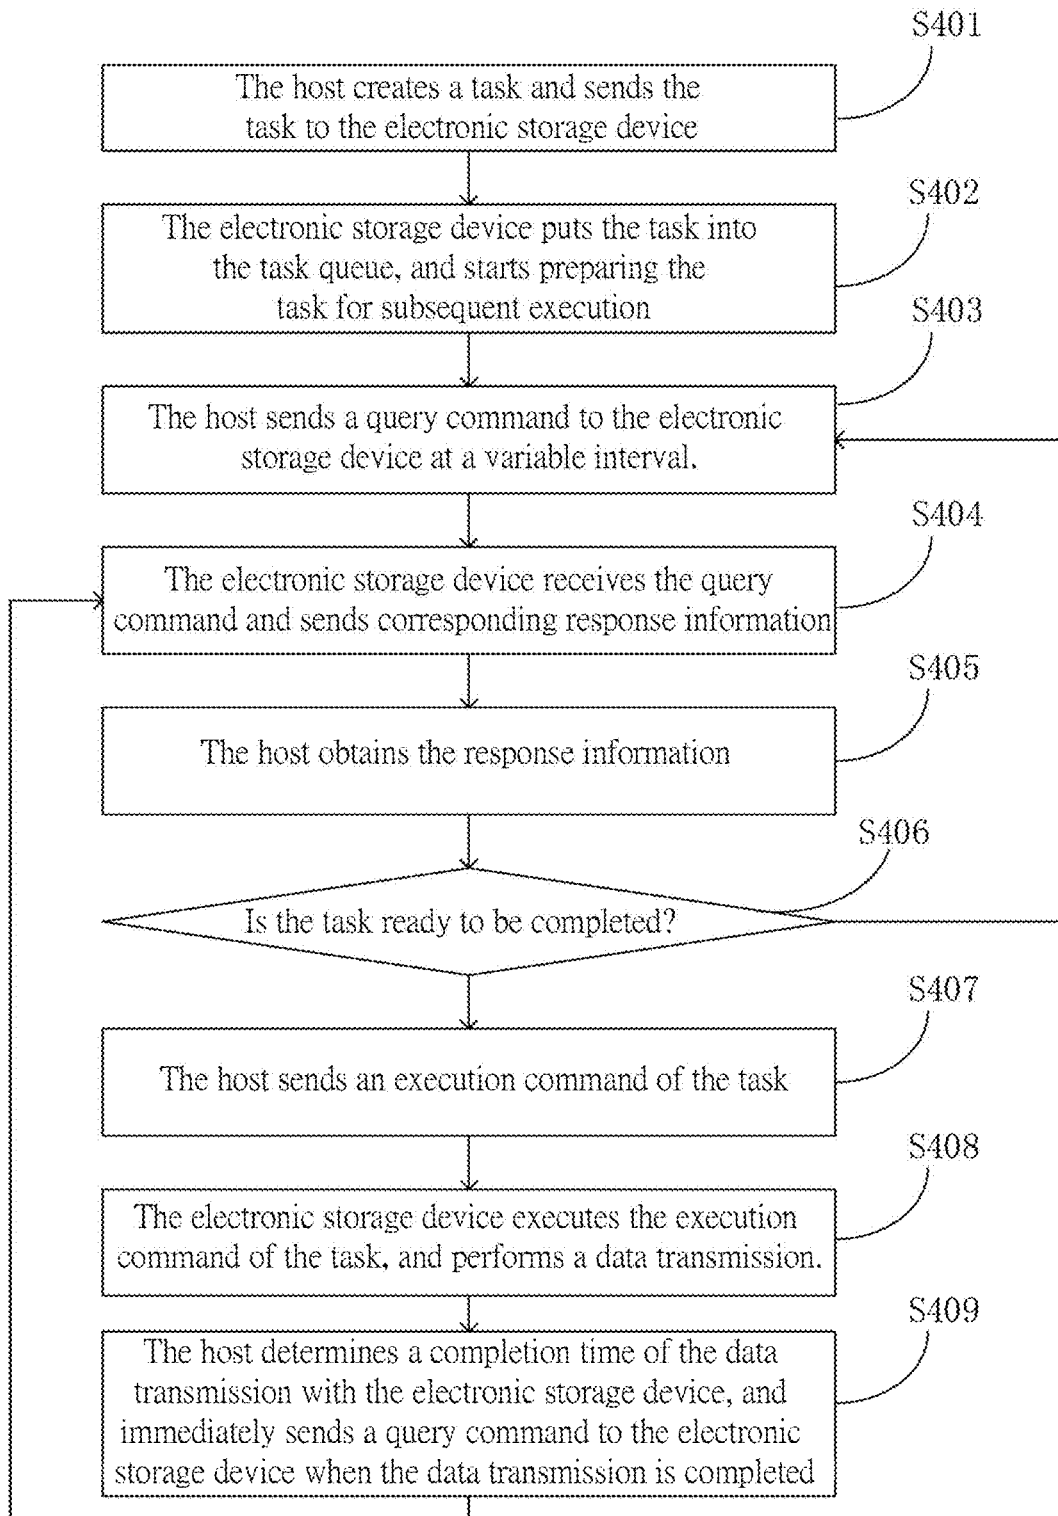 S401
The host creates a task and sends the
task to the electronic storage device
S402
The electronic storage device puts the task into
the task queue, and starts preparing the
task for subsequent execution
S403
The host sends a query command to the electronic
storage device at a variable interval.
S404
The electronic storage device receives the query
command and sends corresponding response information
S405
The host obtains the response information
S406
Is the task ready to be completed?
S407
The host sends an execution command of the task
S408
The electronic storage device executes the execution
command of the task, and performs a data transmission.
S409
The host determines a completion time of the data
transmission with the electronic storage device, and
immediately sends a query command to the electronic
storage device when the data transmission is completed